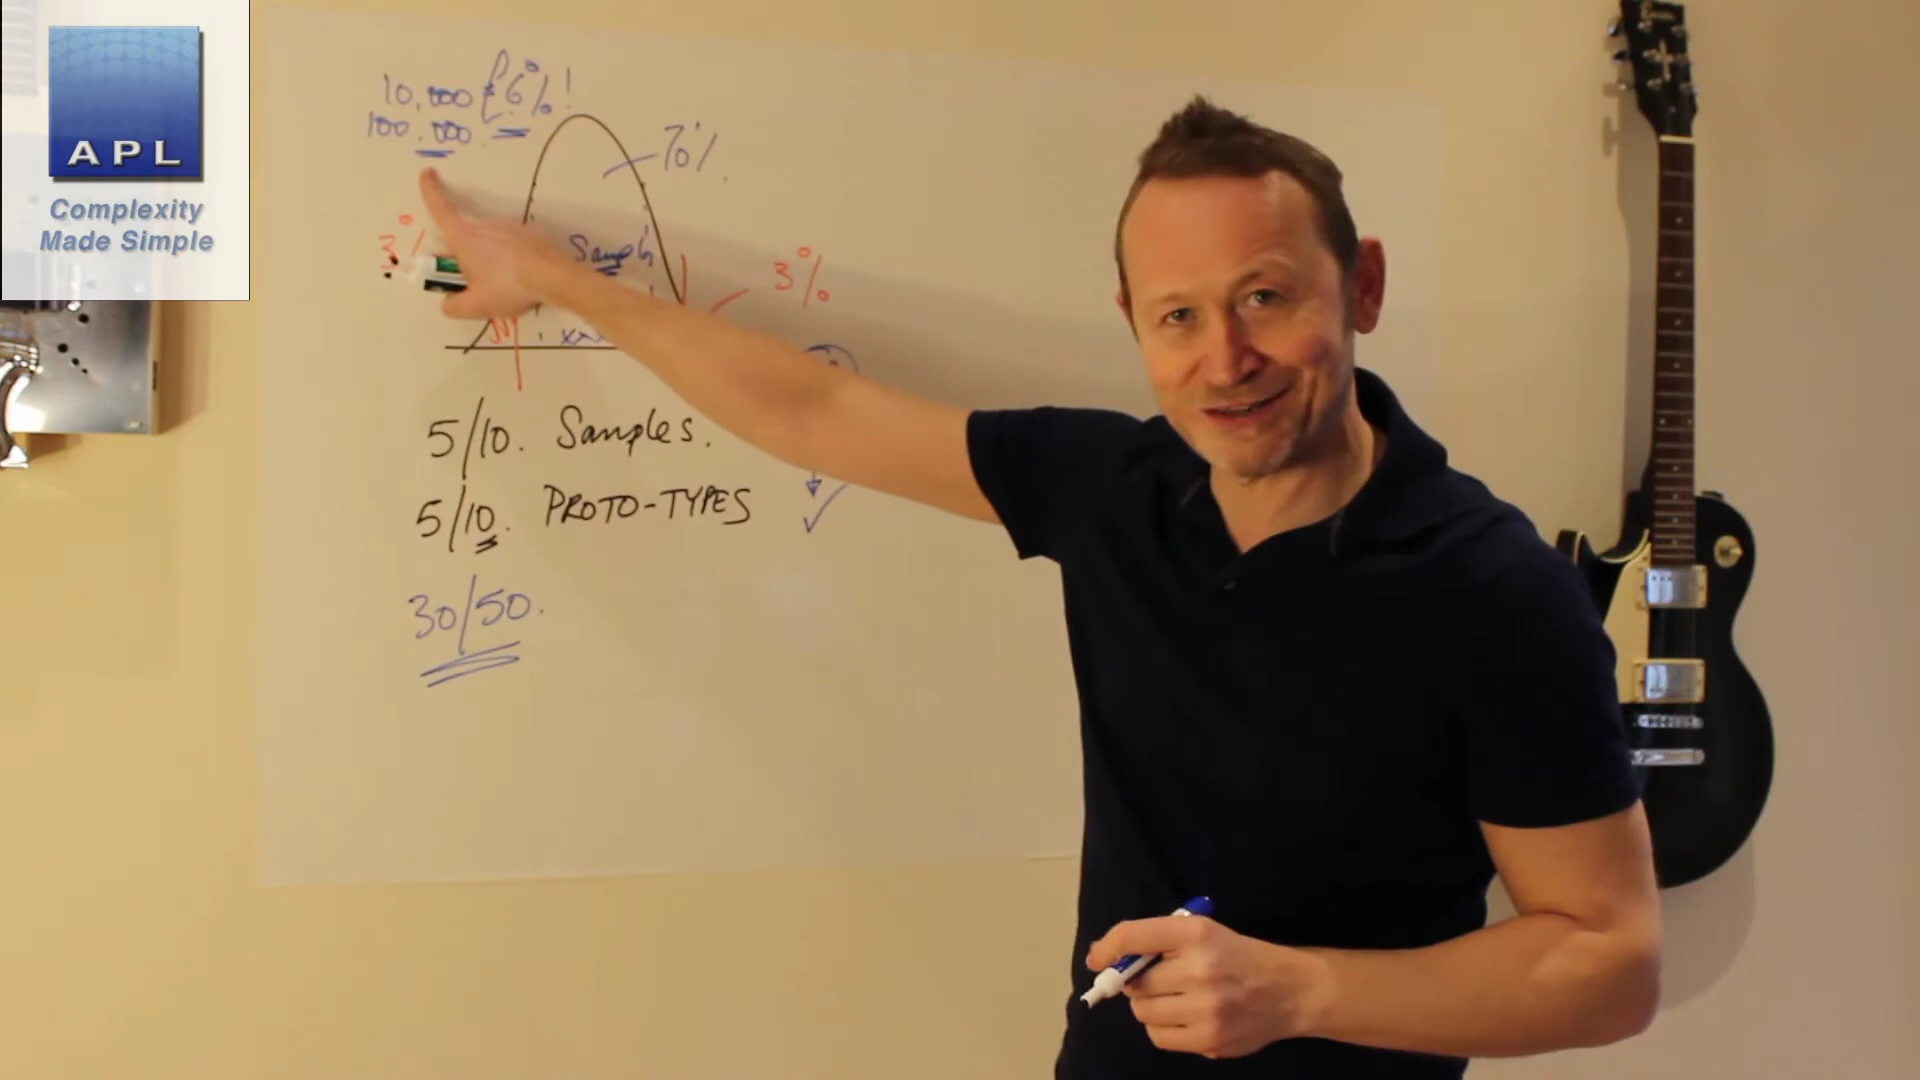 APL
Complexity
Made Simple
10,000 6%!
100.000.
70%.
3%
Samples
3%
5/10. Samples.
5/10. PROTO-TYPES
30/50.